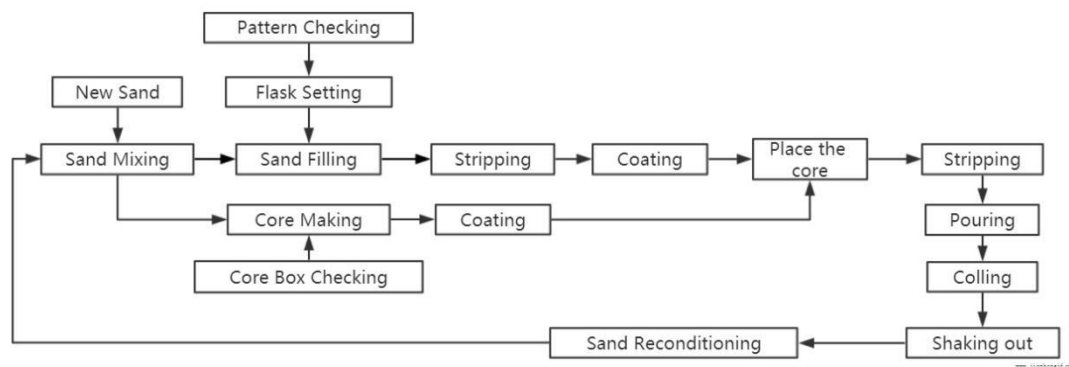 Pattern Checking
New Sand
Flask Setting
Sand Mixing
Sand Filling
Stripping
Coating
Place the
core
Stripping
Core Making
Coating
Pouring
Core Box Checking
Colling
Sand Reconditioning
Shaking out